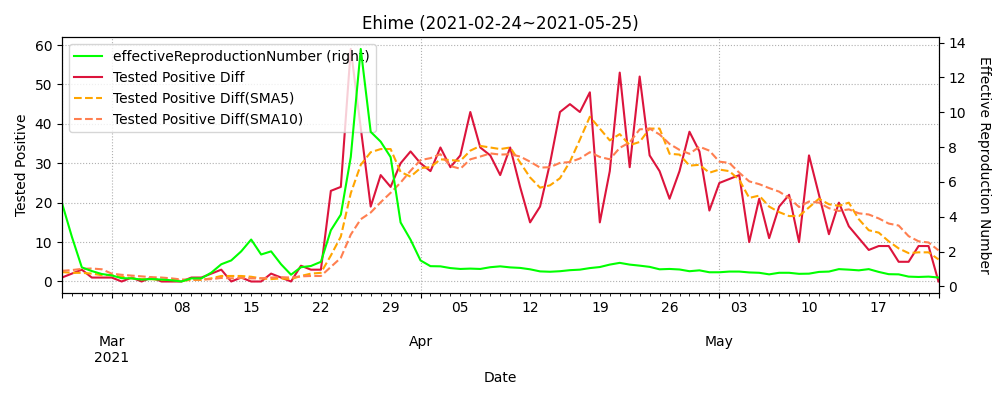 Ehime (2021-02-24~2021-05-25)
effectiveReproductionNumber (right)
Tested Positive Diff
Tested Positive Diff(SMA5)
Tested Positive Diff(SMA10)
Tested Positive
60
50
40
30
20
10
0
14
12
10
8
6
4
2
0
Effective Reproduction Number
08 15 22 29 05 12 19 26 03 10 17
Mar Apr May
2021
Date